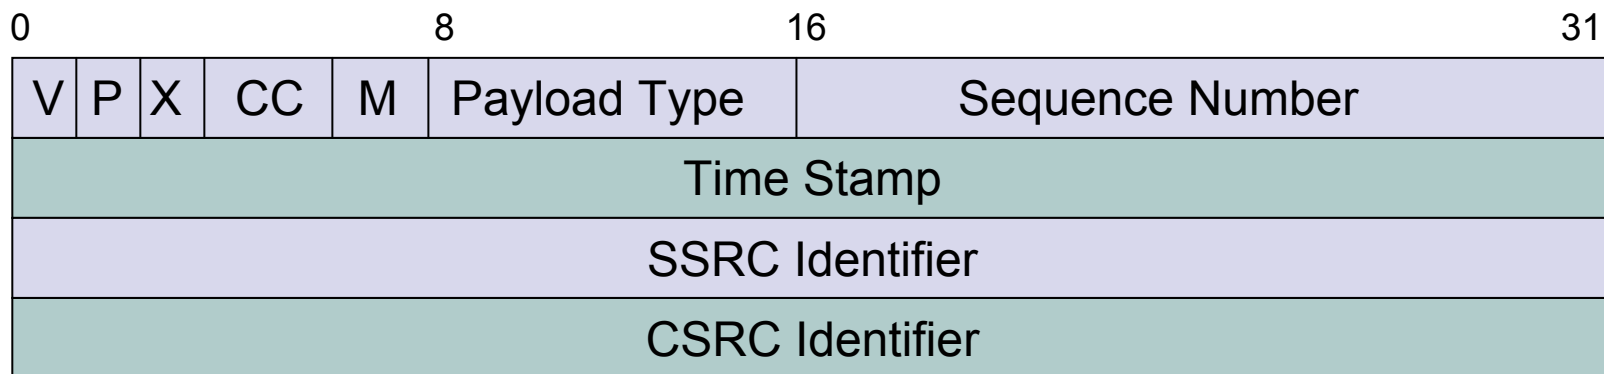 0 8 16 31
V P X CC M Payload Type Sequence Number
Time Stamp
SSRC Identifier
CSRC Identifier